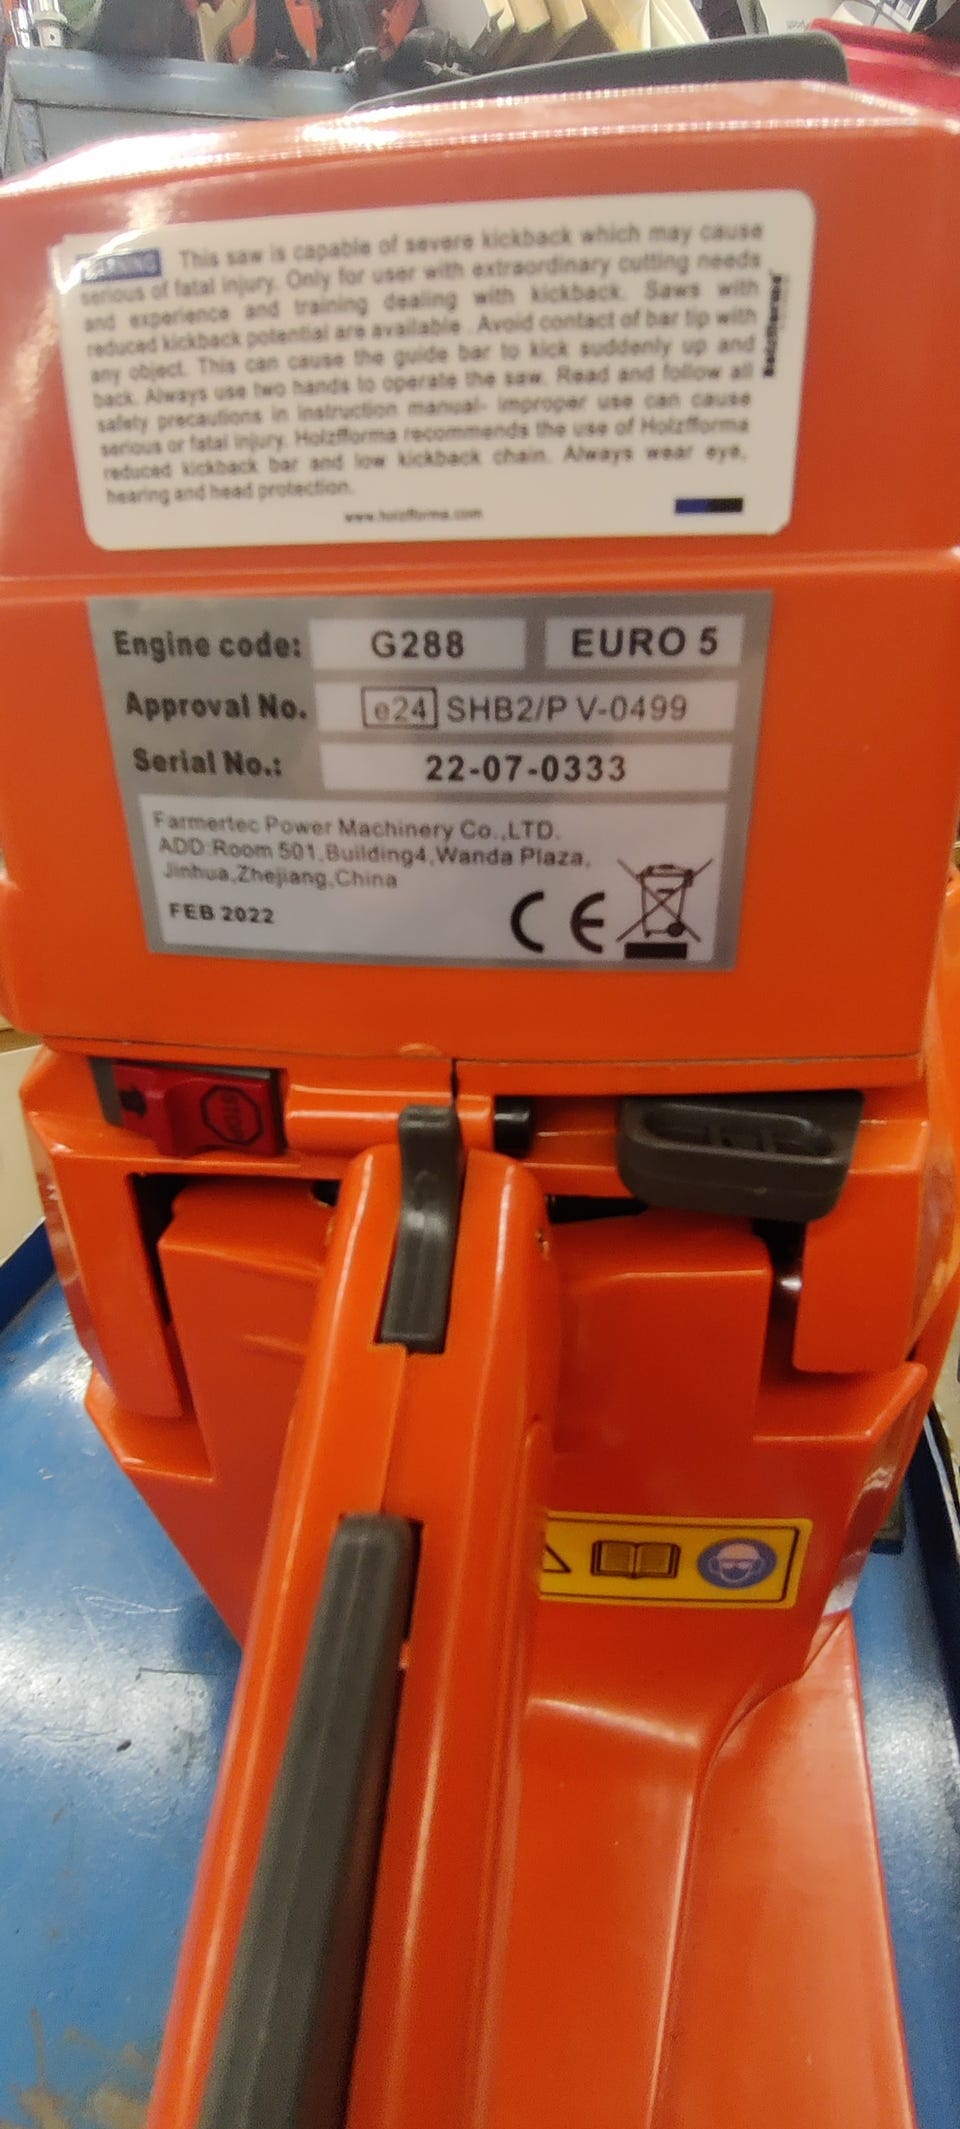 WARNING This saw is capable of severe kickback which may cause
serious of fatal injury. Only for user with extraordinary cutting needs
and experience and training dealing with kickback. Saws with
reduced kickback potential are available . Avoid contact of bar tip with
any object. This can cause the guide bar to kick suddenly up and
back. Always use two hands to operate the saw. Read and follow all
safety precautions in instruction manual- improper use can cause
serious or fatal injury. Holzfforma recommends the use of Holzfforma
reduced kickback bar and low kickback chain. Always wear eye,
hearing and head protection.
www.holzfforma.com
Holzfforma
Engine code: G288 EURO 5
Approval No. e24 SHB2/P V-0499
Serial No.: 22-07-0333
Farmertec Power Machinery Co.,LTD.
ADD:Room 501,Building4,Wanda Plaza,
Jinhua,Zhejiang,China
FEB 2022
CE
STOP